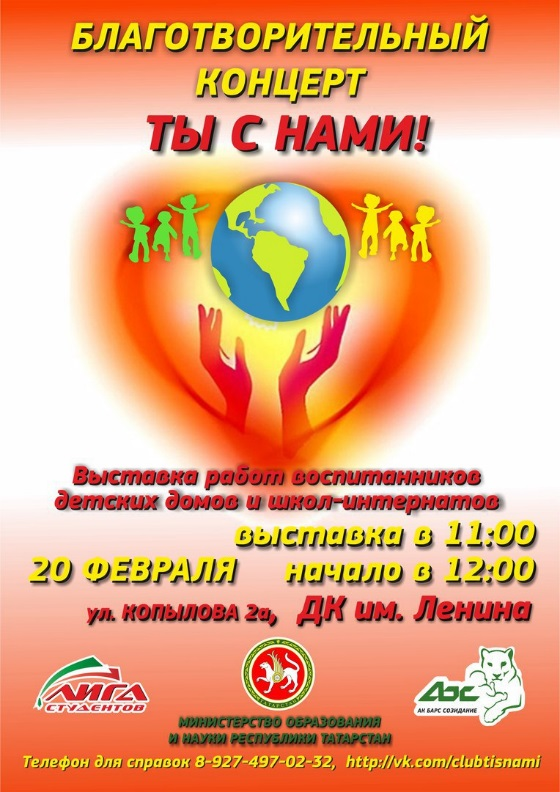 БЛАГОТВОРИТЕЛЬНЫЙ
КОНЦЕРТ
ТЫ С НАМИ!
Выставка работ воспитанников
детских домов и школ-интернатов
выставка в 11:00
20 ФЕВРАЛЯ начало в 12:00
ул. КОПЫЛОВА 2а, ДК им. Ленина
ЛИГА
СТУДЕНТОВ
ТАТАРСТАН
АБС
АК БАРС СОЗИДАНИЕ
МИНИСТЕРСТВО ОБРАЗОВАНИЯ
И НАУКИ РЕСПУБЛИКИ ТАТАРСТАН
Телефон для справок 8-927-497-02-32, http://vk.com/clubtisnami